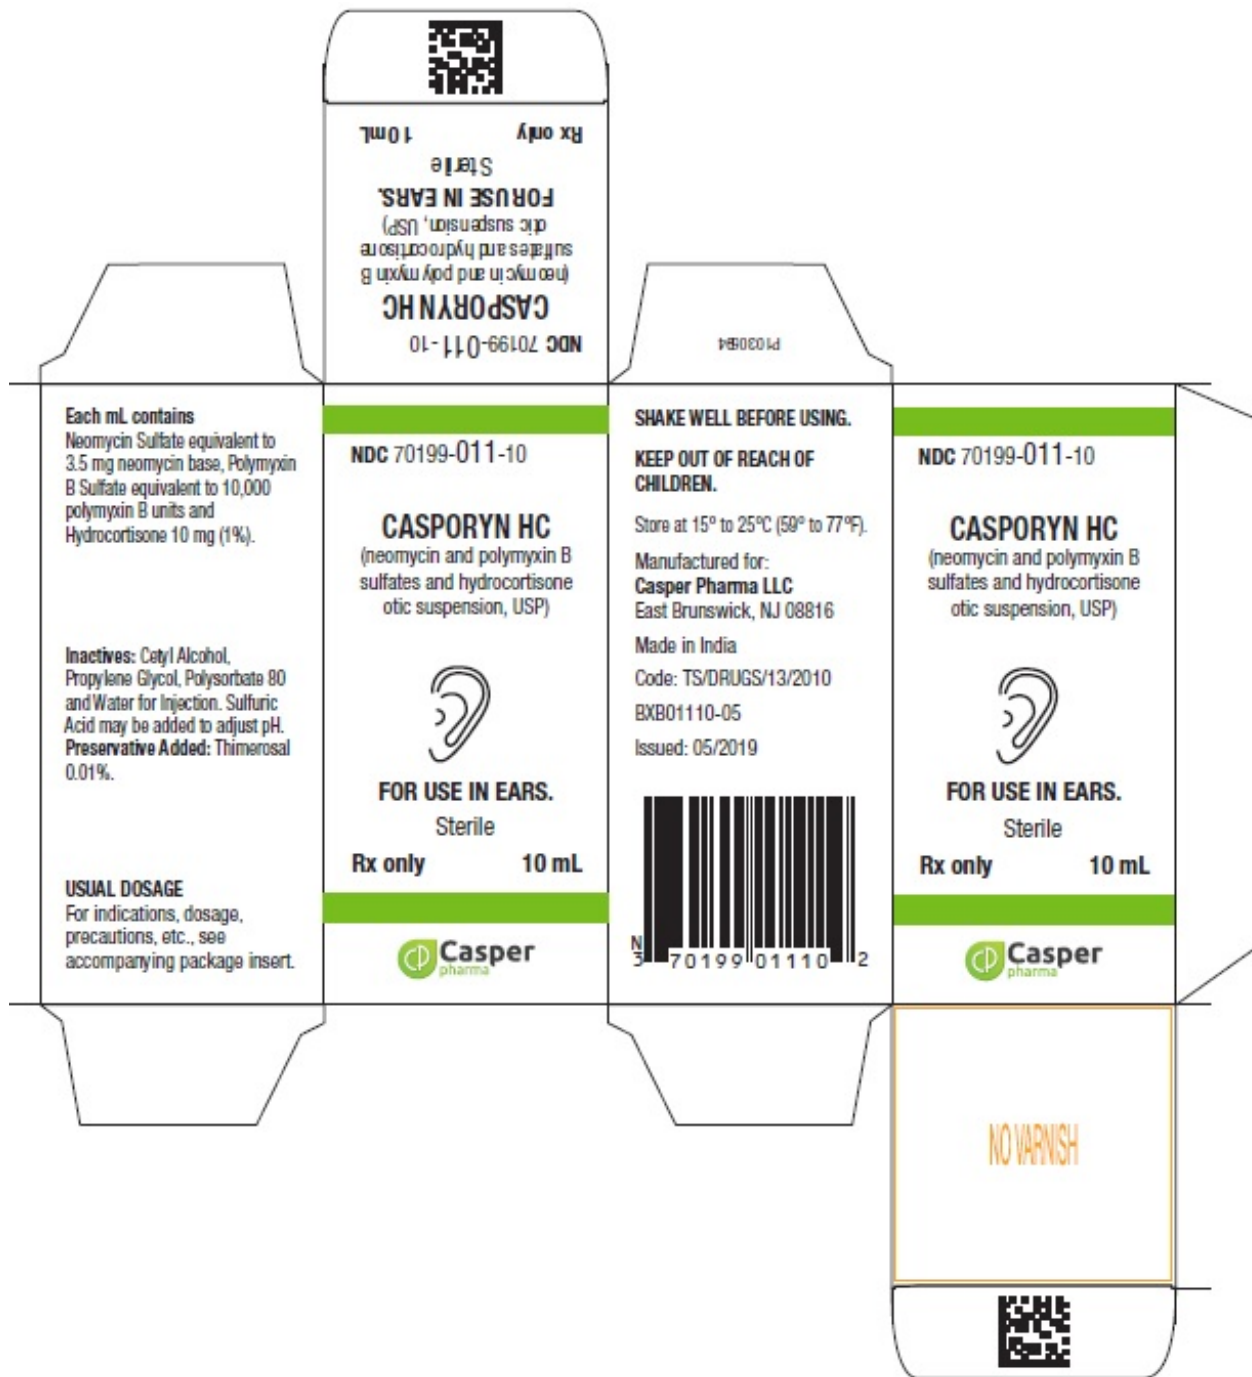 Rx only 10 mL
Sterile
FOR USE IN EARS.
otic suspension, USP)
sulfates and hydrocortisone
(neomycin and polymyxin B
CASPORYN HC
NDC 70199-011-10
P1030594
Each mL contains
Neomycin Sulfate equivalent to
3.5 mg neomycin base, Polymyxin
B Sulfate equivalent to 10,000
polymyxin B units and
Hydrocortisone 10 mg (1%).
Inactives: Cetyl Alcohol,
Propylene Glycol, Polysorbate 80
and Water for Injection. Sulfuric
Acid may be added to adjust pH.
Preservative Added: Thimerosal
0.01%.
USUAL DOSAGE
For indications, dosage,
precautions, etc., see
accompanying package insert.
NDC 70199-011-10
CASPORYN HC
(neomycin and polymyxin B
sulfates and hydrocortisone
otic suspension, USP)
FOR USE IN EARS.
Sterile
Rx only 10 mL
CP Casper
pharma
SHAKE WELL BEFORE USING.
KEEP OUT OF REACH OF
CHILDREN.
Store at 15° to 25°C (59° to 77°F).
Manufactured for:
Casper Pharma LLC
East Brunswick, NJ 08816
Made in India
Code: TS/DRUGS/13/2010
BXB01110-05
Issued: 05/2019
N
3 70199 01110 2
NDC 70199-011-10
CASPORYN HC
(neomycin and polymyxin B
sulfates and hydrocortisone
otic suspension, USP)
FOR USE IN EARS.
Sterile
Rx only 10 mL
CP Casper
pharma
NO VARNISH